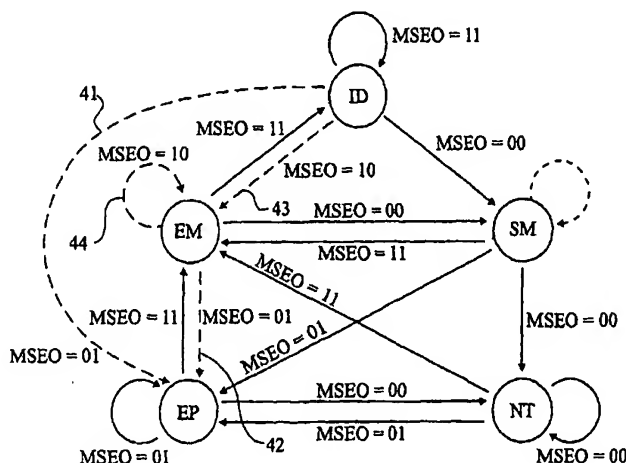 MSEO = 11
41
ID
MSEO = 11
MSEO = 00
MSEO = 10
MSEO = 10
43
MSEO = 00
44
EM
SM
MSEO = 11
MSEO = 11
MSEO = 11
MSEO = 01
MSEO = 01
MSEO = 00
MSEO = 01
MSEO = 00
EP
NT
42
MSEO = 01
MSEO = 01
MSEO = 00